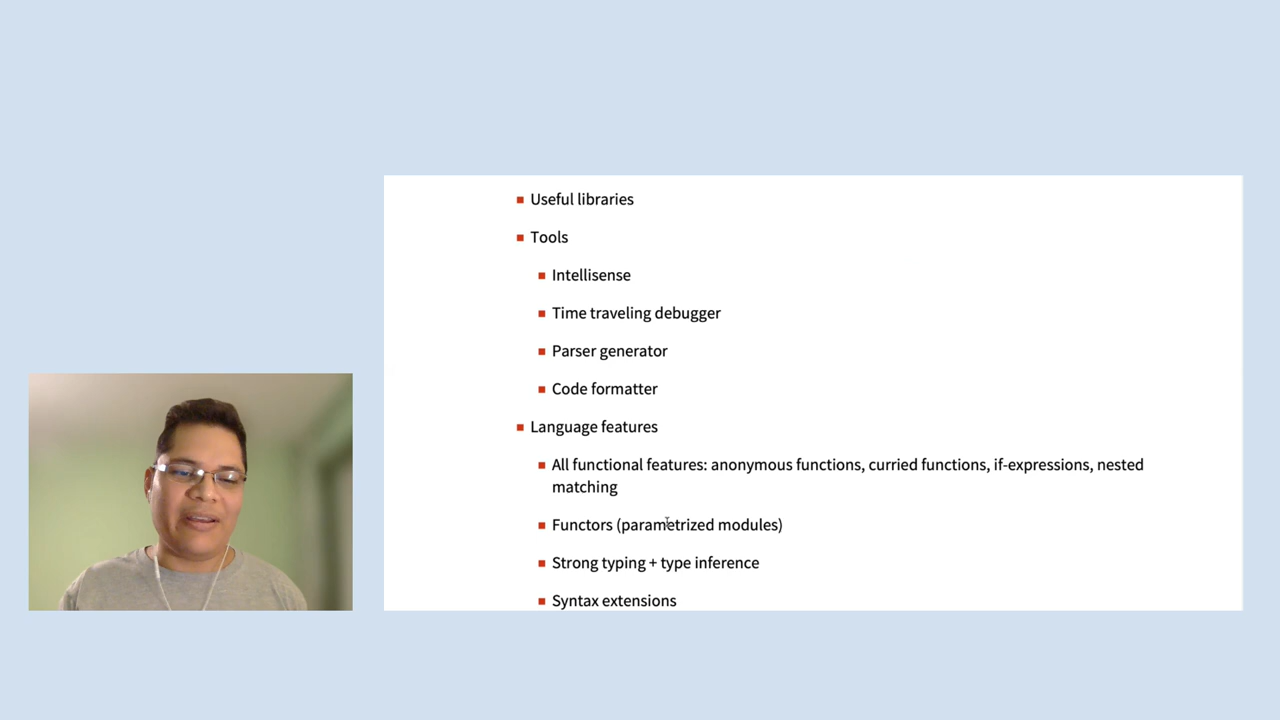 Useful libraries
Tools
Intellisense
Time traveling debugger
Parser generator
Code formatter
Language features
All functional features: anonymous functions, curried functions, if-expressions, nested
matching
Functors (parametrized modules)
Strong typing + type inference
Syntax extensions